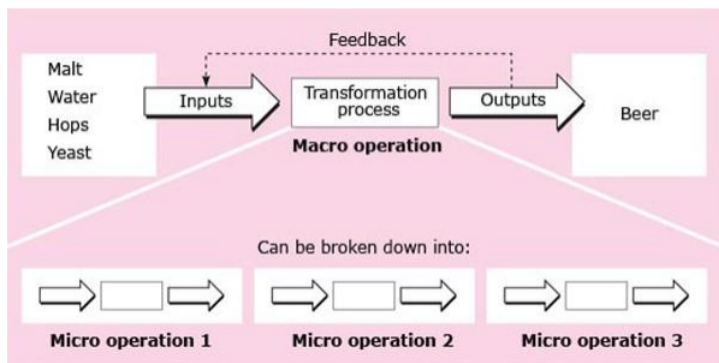 Feedback
Malt
Water
Hops
Yeast
Inputs
Transformation
process
Outputs
Beer
Macro operation
Can be broken down into:
Micro operation 1
Micro operation 2
Micro operation 3